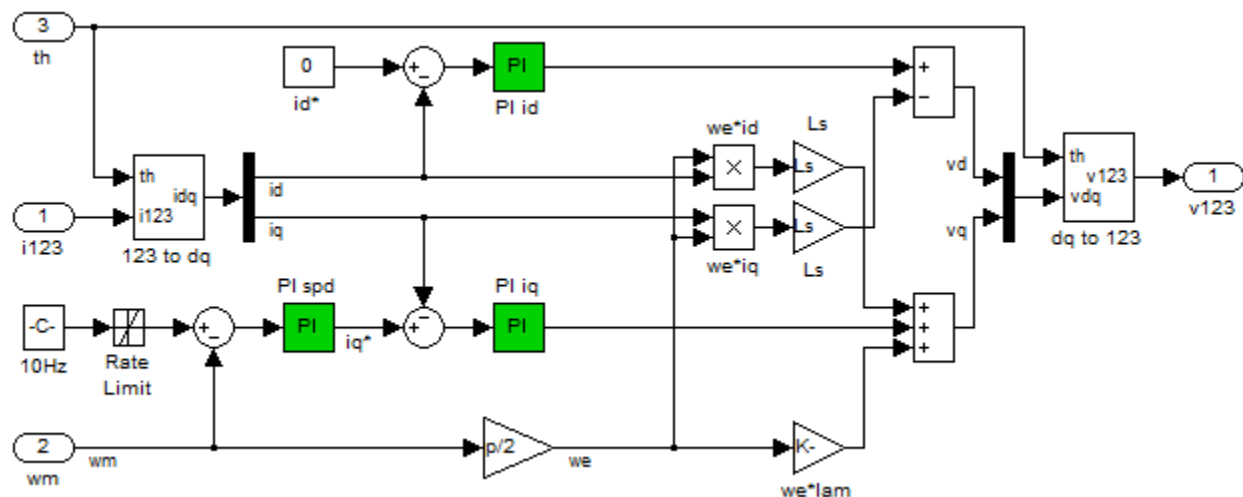 3
th
0
id*
+
−
PI
PI id
+
−
we*id
×
Ls
Ls
th
i123
idq
123 to dq
1
i123
id
iq
×
we*iq
Ls
Ls
vd
vq
th
vdq
v123
dq to 123
1
v123
-C-
10Hz
Rate
Limit
+
−
PI spd
PI
iq*
+
−
PI iq
PI
+
+
+
2
wm
wm
p/2
we
K-
we*lam